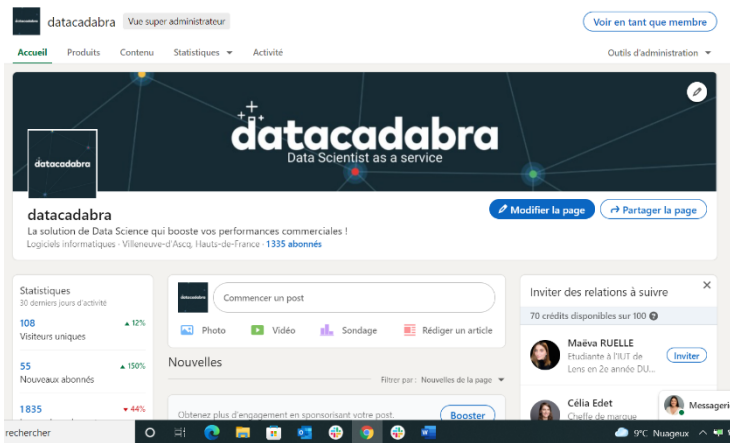 datacadabra Vue super administrateur Voir en tant que membre
Accueil Produits Contenu Statistiques Activité Outils d'administration
datacadabra
Data Scientist as a service
datacadabra
datacadabra
Modifier la page Partager la page
La solution de Data Science qui booste vos performances commerciales !
Logiciels informatiques · Villeneuve-d'Ascq, Hauts-de-France · 1335 abonnés
Statistiques
30 derniers jours d'activité
108 12%
Visiteurs uniques
55 150%
Nouveaux abonnés
1835 44%
datacadabra
Commencer un post
Photo Vidéo Sondage Rédiger un article
Nouvelles
Filtrer par : Nouvelles de la page
Obtenez plus d'engagement en sponsorisant votre post. Booster
Inviter des relations à suivre
70 crédits disponibles sur 100
Maëva RUELLE
Etudiante à l'IUT de
Lens en 2e année DU...
Inviter
Célia Edet
Cheffe de marque
Messageri
rechercher 9°C Nuageux